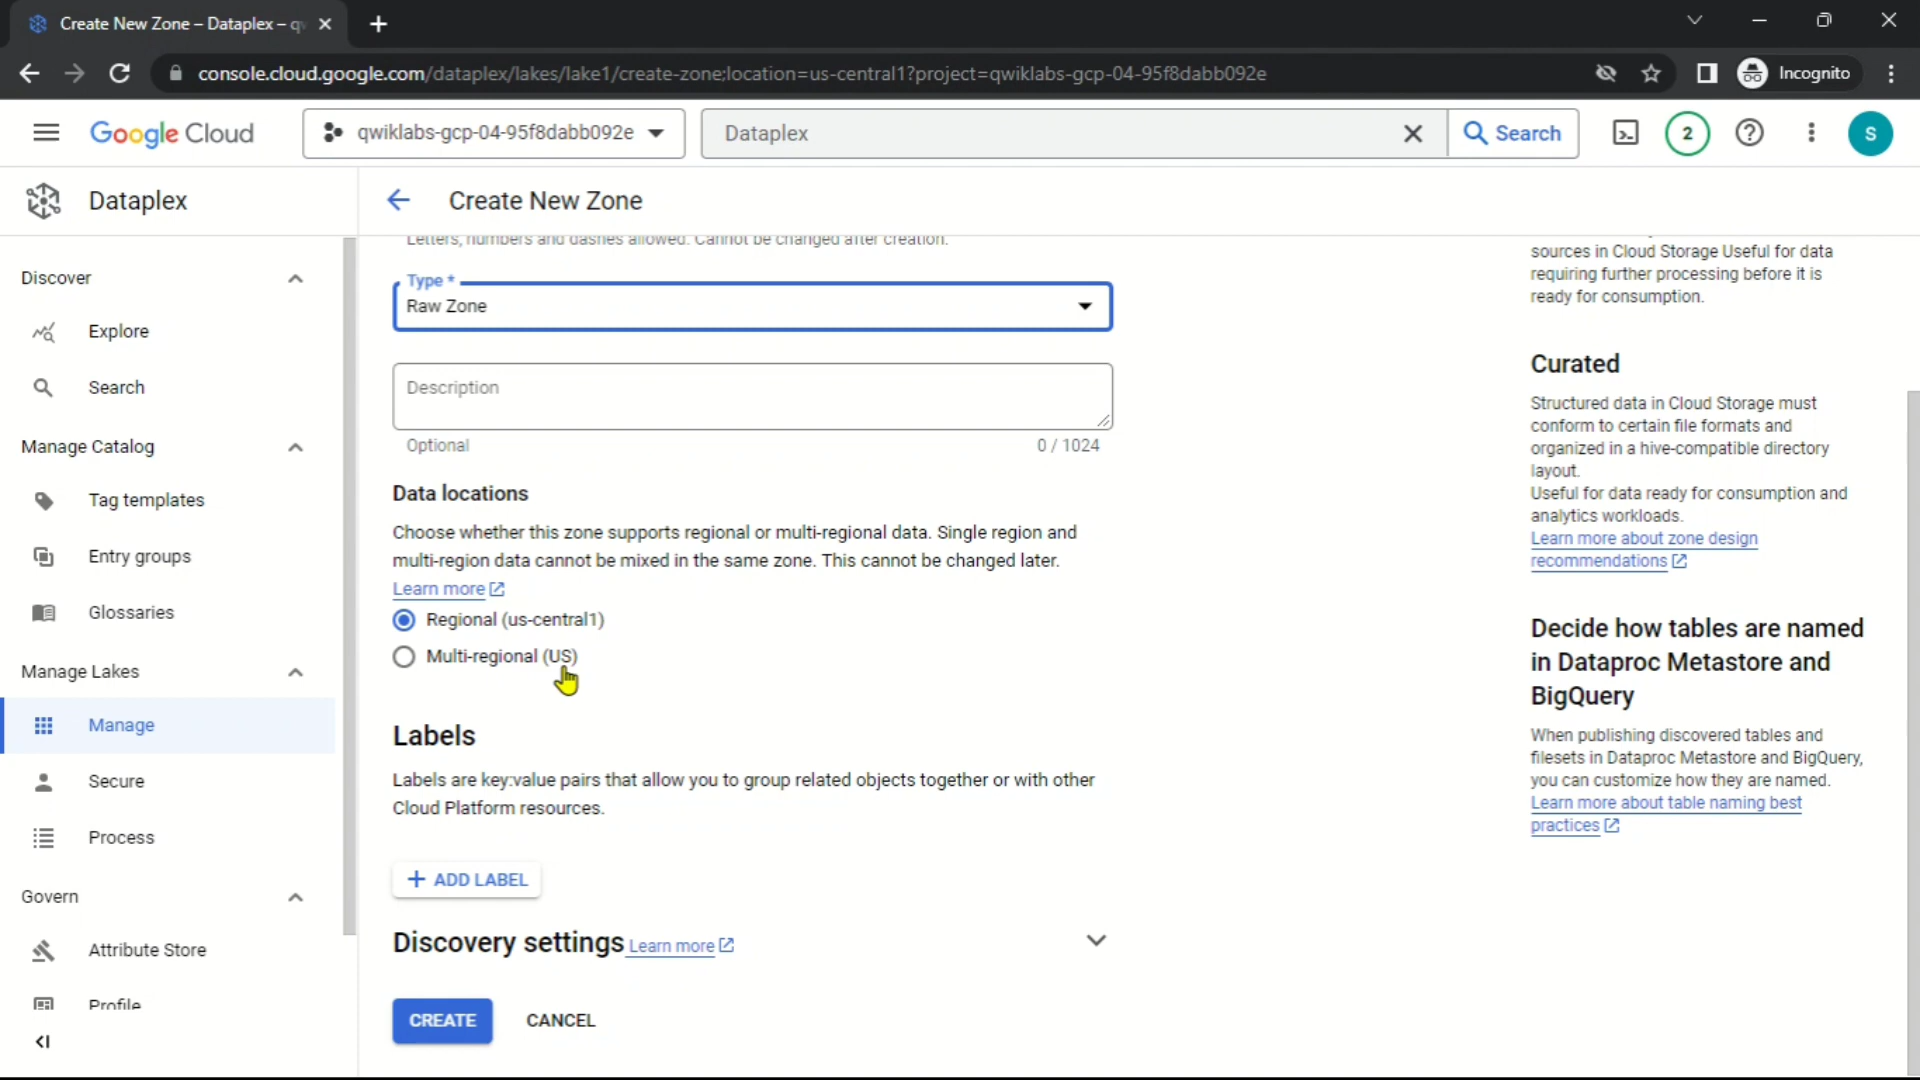 Create New Zone – Dataplex – qw
console.cloud.google.com/dataplex/lakes/lake1/create-zone;location=us-central1?project=qwiklabs-gcp-04-95f8dabb092e
Incognito
Google Cloud
qwiklabs-gcp-04-95f8dabb092e
Dataplex
Search
2
S
Dataplex
Create New Zone
Discover
Explore
Search
Manage Catalog
Tag templates
Entry groups
Glossaries
Manage Lakes
Manage
Secure
Process
Govern
Attribute Store
Profile
Letters, numbers and dashes allowed. Cannot be changed after creation.
Type *
Raw Zone
Description
Optional
0 / 1024
Data locations
Choose whether this zone supports regional or multi-regional data. Single region and
multi-region data cannot be mixed in the same zone. This cannot be changed later.
Learn more
Regional (us-central1)
Multi-regional (US)
Labels
Labels are key:value pairs that allow you to group related objects together or with other
Cloud Platform resources.
+ ADD LABEL
Discovery settings Learn more
CREATE
CANCEL
sources in Cloud Storage Useful for data
requiring further processing before it is
ready for consumption.
Curated
Structured data in Cloud Storage must
conform to certain file formats and
organized in a hive-compatible directory
layout.
Useful for data ready for consumption and
analytics workloads.
Learn more about zone design
recommendations
Decide how tables are named
in Dataproc Metastore and
BigQuery
When publishing discovered tables and
filesets in Dataproc Metastore and BigQuery,
you can customize how they are named.
Learn more about table naming best
practices